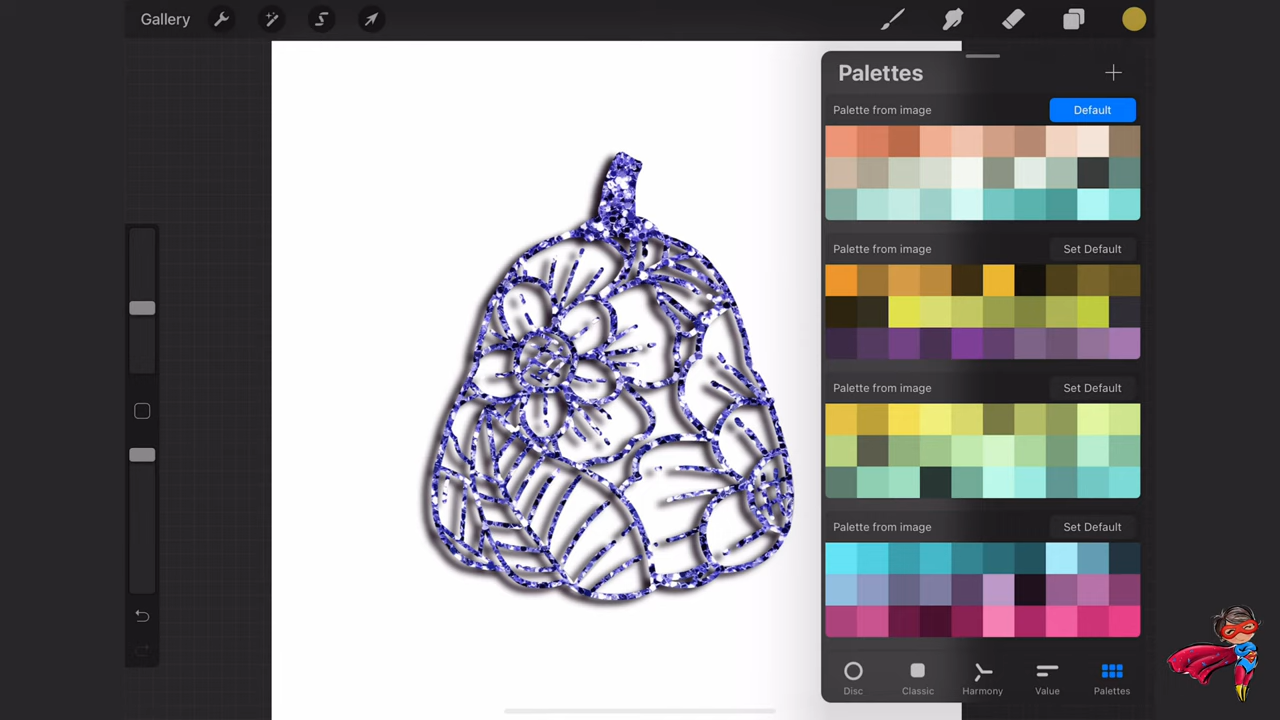 Gallery
Palettes
Palette from image Default
Palette from image Set Default
Palette from image Set Default
Palette from image Set Default
Disc Classic Harmony Value Palettes